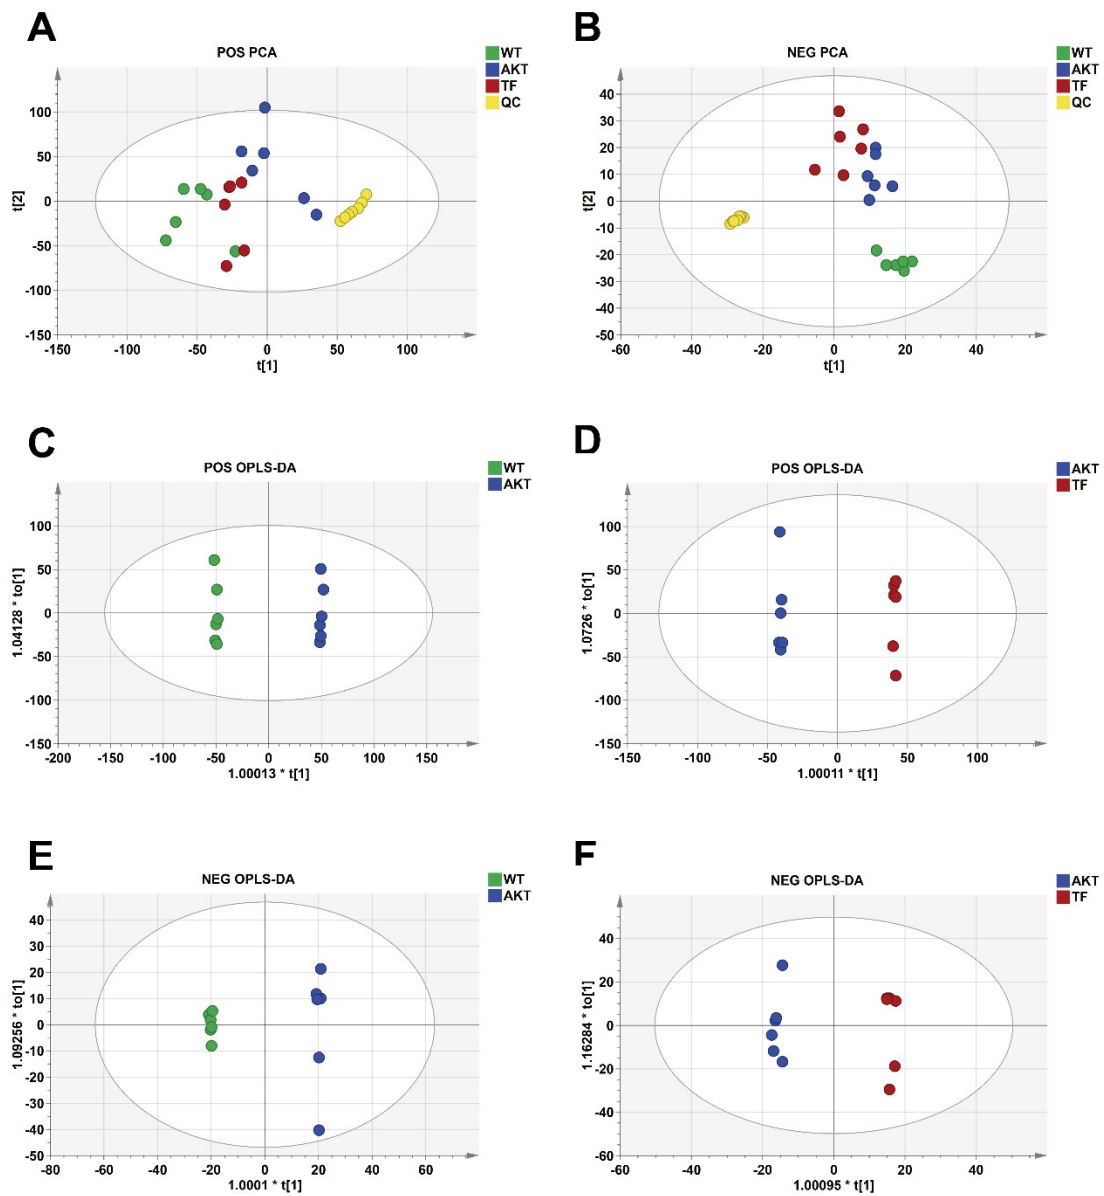 A
POS PCA
WT
AKT
TF
QC
t[2]
100
50
0
-50
-100
-150
-150
-100
-50
0
50
100
t[1]
B
NEG PCA
WT
AKT
TF
QC
t[2]
40
30
20
10
0
-10
-20
-30
-40
-50
-60
-40
-20
0
20
40
t[1]
C
POS OPLS-DA
WT
AKT
1.04128 * to[1]
100
50
0
-50
-100
-150
-200
-150
-100
-50
0
50
100
150
1.00013 * t[1]
D
POS OPLS-DA
AKT
TF
1.0726 * to[1]
100
50
0
-50
-100
-150
-150
-100
-50
0
50
100
1.00011 * t[1]
E
NEG OPLS-DA
WT
AKT
1.09256 * to[1]
40
30
20
10
0
-10
-20
-30
-40
-50
-80
-60
-40
-20
0
20
40
60
1.0001 * t[1]
F
NEG OPLS-DA
AKT
TF
1.16284 * to[1]
40
20
0
-20
-40
-60
-60
-40
-20
0
20
40
1.00095 * t[1]